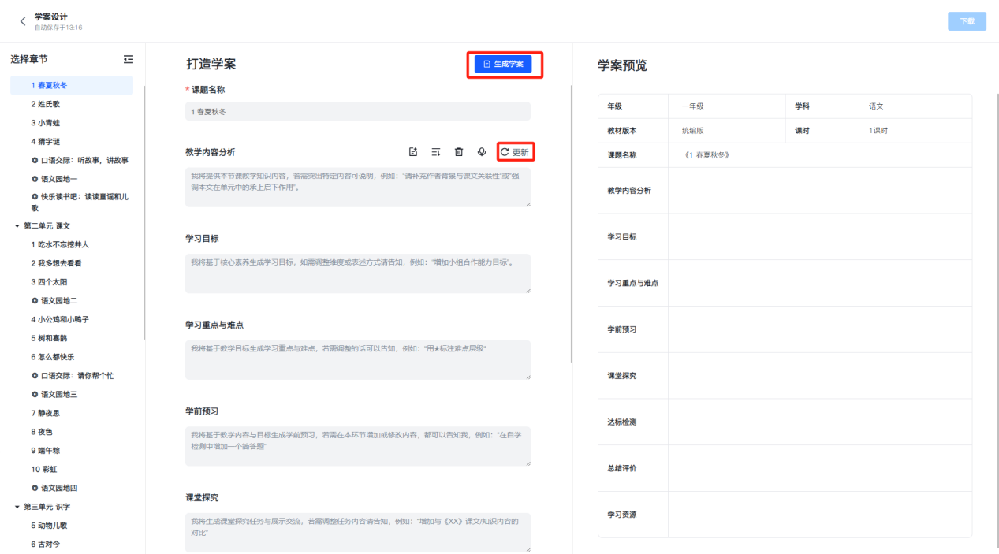 学案设计
自动保存于13:16
下载
选择章节
1 春夏秋冬
2 姓氏歌
3 小青蛙
4 猜字谜
口语交际：听故事，讲故事
语文园地一
快乐读书吧：读读童谣和儿
歌
第二单元 课文
1 吃水不忘挖井人
2 我多想去看看
3 四个太阳
语文园地二
4 小公鸡和小鸭子
5 树和喜鹊
6 怎么都快乐
口语交际：请你帮个忙
语文园地三
7 静夜思
8 夜色
9 端午粽
10 彩虹
语文园地四
第三单元 识字
5 动物儿歌
6 古对今
打造学案
生成学案
* 课题名称
1 春夏秋冬
教学内容分析
更新
我将提供本节课教学知识内容，若需突出特定内容可说明，例如：“请补充作者背景与课文关联性”或“强
调本文在单元中的承上启下作用”。
学习目标
我将基于核心素养生成学习目标，如需调整维度或表述方式请告知，例如：“增加小组合作能力目标”。
学习重点与难点
我将基于教学目标生成学习重点与难点，若需调整的话可以告知，例如：“用★标注难点层级”
学前预习
我将基于教学内容与目标生成学前预习，若需在本环节增加或修改内容，都可以告知我，例如：“在自学
检测中增加一个简答题”
课堂探究
我将生成课堂探究任务与展示交流，若需调整任务内容请告知，例如：“增加与《XX》课文/知识内容的
对比”
学案预览
年级 一年级 学科 语文
教材版本 统编版 课时 1课时
课题名称 《1 春夏秋冬》
教学内容分析
学习目标
学习重点与难点
学前预习
课堂探究
达标检测
总结评价
学习资源